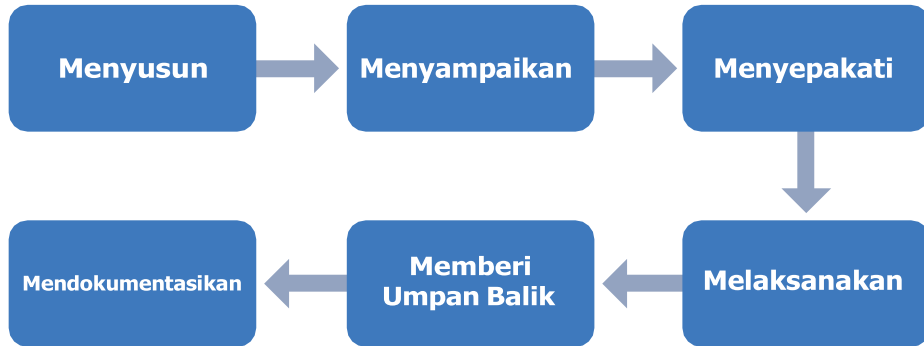 Menyusun
Menyampaikan
Menyepakati
Melaksanakan
Memberi
Umpan Balik
Mendokumentasikan